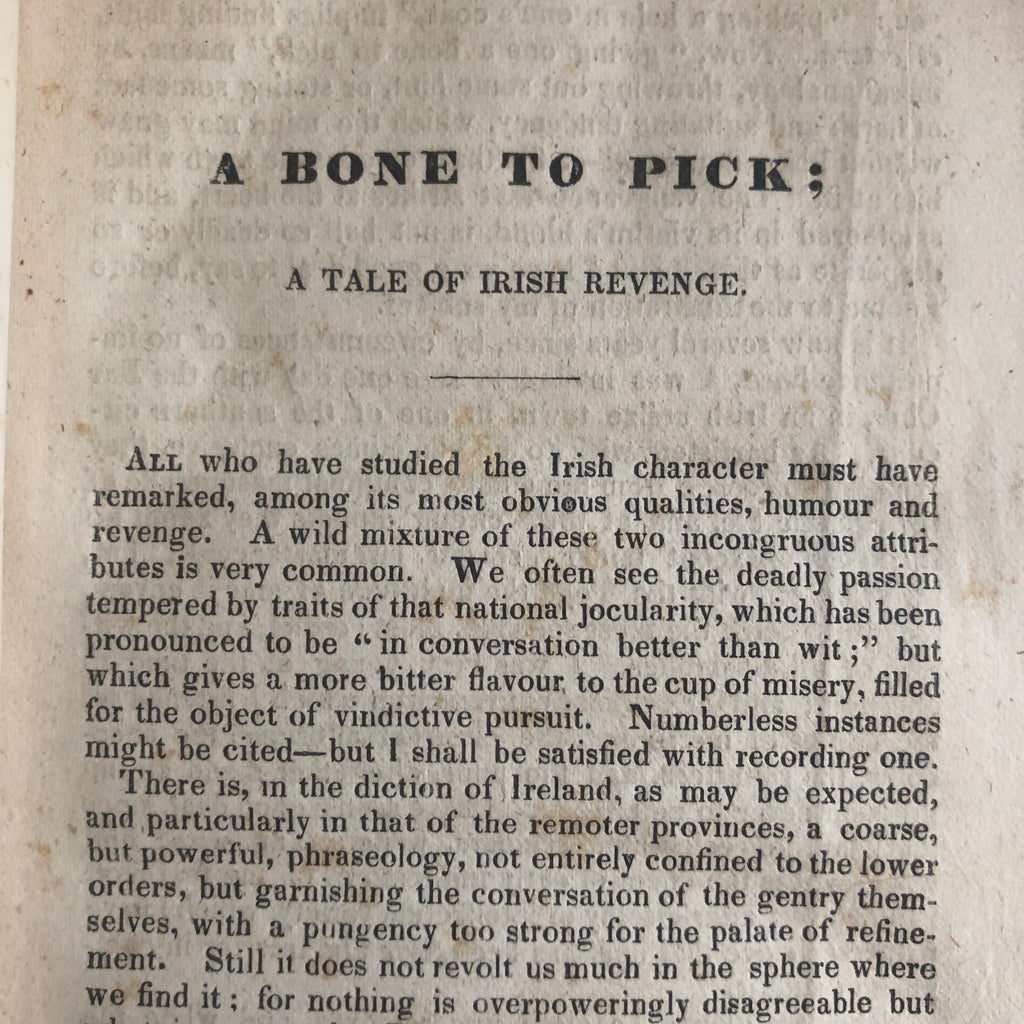 A BONE TO PICK;
A TALE OF IRISH REVENGE.
ALL who have studied the Irish character must have
remarked, among its most obvious qualities, humour and
revenge. A wild mixture of these two incongruous attri-
butes is very common. We often see the deadly passion
tempered by traits of that national jocularity, which has been
pronounced to be “in conversation better than wit;” but
which gives a more bitter flavour to the cup of misery, filled
for the object of vindictive pursuit. Numberless instances
might be cited—but I shall be satisfied with recording one.
There is, in the diction of Ireland, as may be expected,
and particularly in that of the remoter provinces, a coarse,
but powerful, phraseology, not entirely confined to the lower
orders, but garnishing the conversation of the gentry them-
selves, with a pungency too strong for the palate of refine-
ment. Still it does not revolt us much in the sphere where
we find it; for nothing is overpoweringly disagreeable but